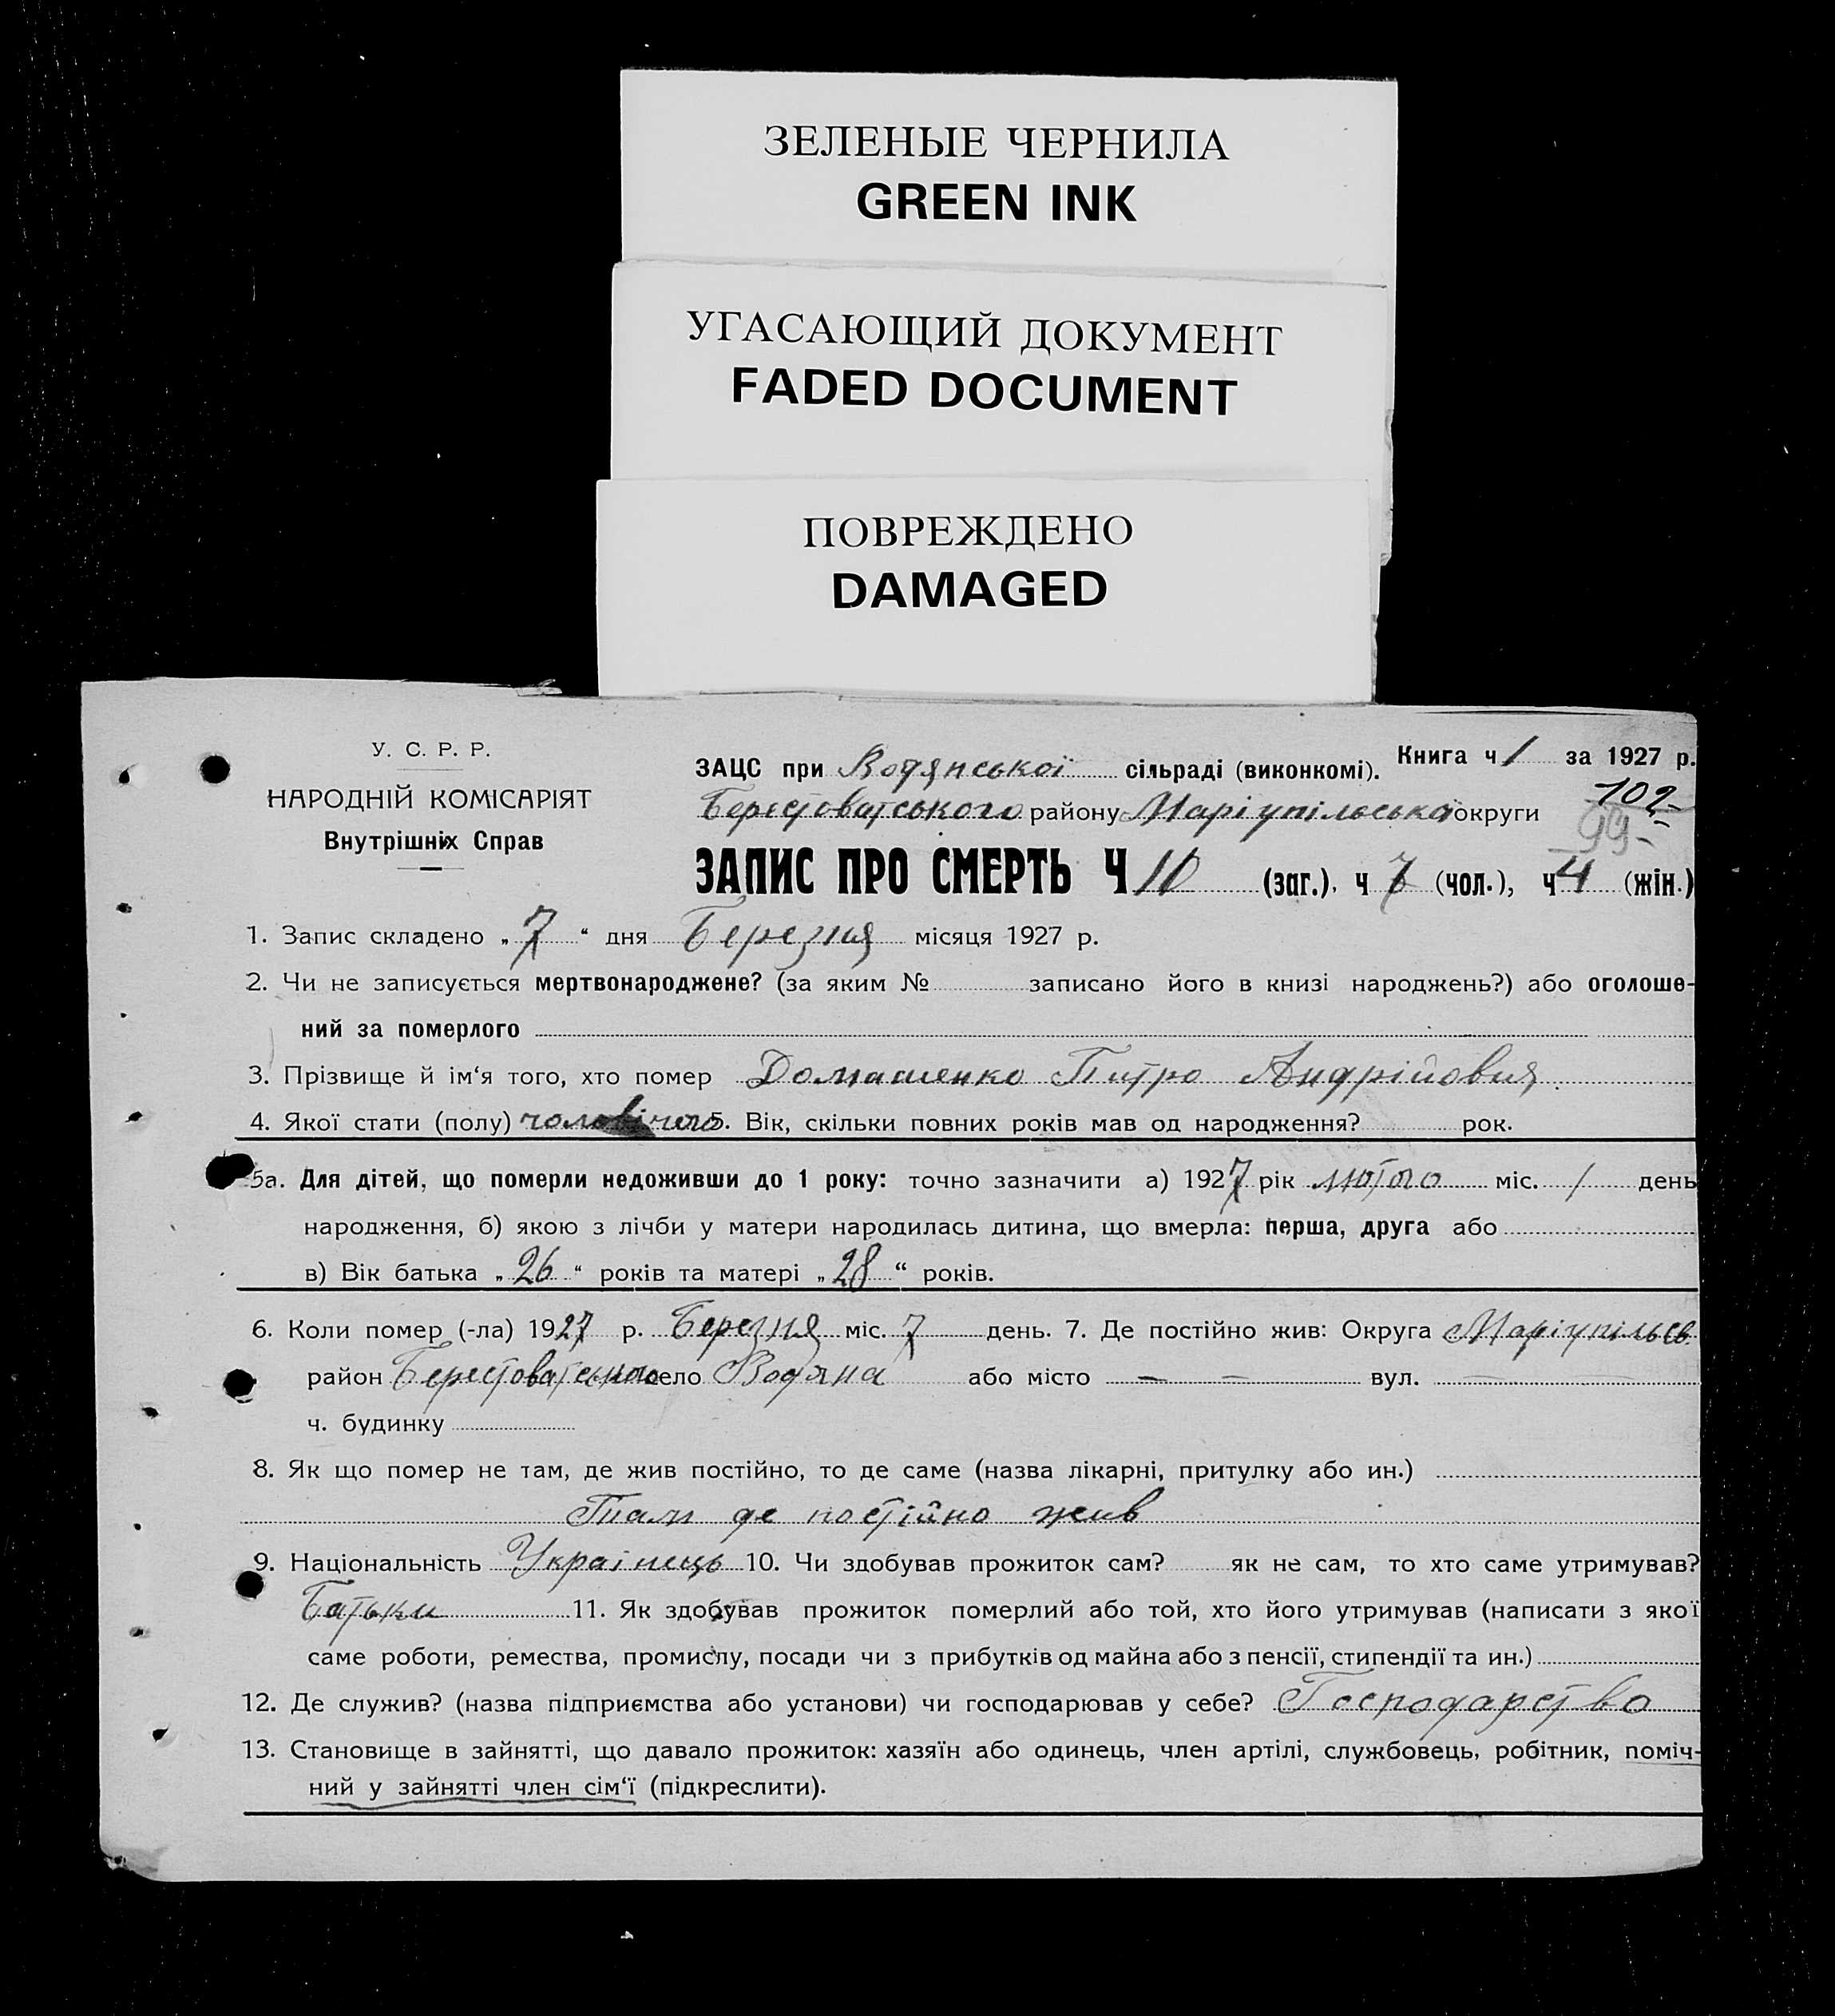 ЗЕЛЕНЫЕ ЧЕРНИЛА
GREEN INK
УГАСАЮЩИЙ ДОКУМЕНТ
FADED DOCUMENT
ПОВРЕЖДЕНО
DAMAGED
У. С. Р. Р.
НАРОДНІЙ КОМІСАРІЯТ
Внутрішніх Справ
ЗАЦС при Водянської сільраді (виконкомі). Книга ч 1 за 1927 р.
Берестоватського району Маріупільської округи
102
99
ЗАПИС ПРО СМЕРТЬ Ч 10 (заг.), ч (чол.), ч 4 (жін.)
1. Запис складено „7“ дня Березня місяця 1927 р.
2. Чи не записується мертвонароджене? (за яким № записано його в книзі народжень?) або оголоше-
ний за померлого
3. Прізвище й ім‘я того, хто помер Домашенко Питро Андрійовия
4. Якої стати (полу) чоловічого 5. Вік, скільки повних років мав од народження? рок.
5а. Для дітей, що померли недоживши до 1 року: точно зазначити а) 1927 рік лютого міс. 1 день
народження, б) якою з лічби у матери народилась дитина, що вмерла: перша, друга або
в) Вік батька „26“ років та матері „28“ років.
6. Коли помер (-ла) 1927 р. Березня міс. 7 день. 7. Де постійно жив: Округа Маріупільсь.
район Берестоватського село Водяна або місто — — вул.
ч. будинку
8. Як що помер не там, де жив постійно, то де саме (назва лікарні, притулку або ин.)
Там де постійно жив
9. Національність Українець 10. Чи здобував прожиток сам? як не сам, то хто саме утримував?
Батьки 11. Як здобував прожиток померлий або той, хто його утримував (написати з якої
саме роботи, ремества, промислу, посади чи з прибутків од майна або з пенсії, стипендії та ин.)
12. Де служив? (назва підприємства або установи) чи господарював у себе? Господарство
13. Становище в зайнятті, що давало прожиток: хазяїн або одинець, член артілі, службовець, робітник, поміч-
ний у зайнятті член сім‘ї (підкреслити).